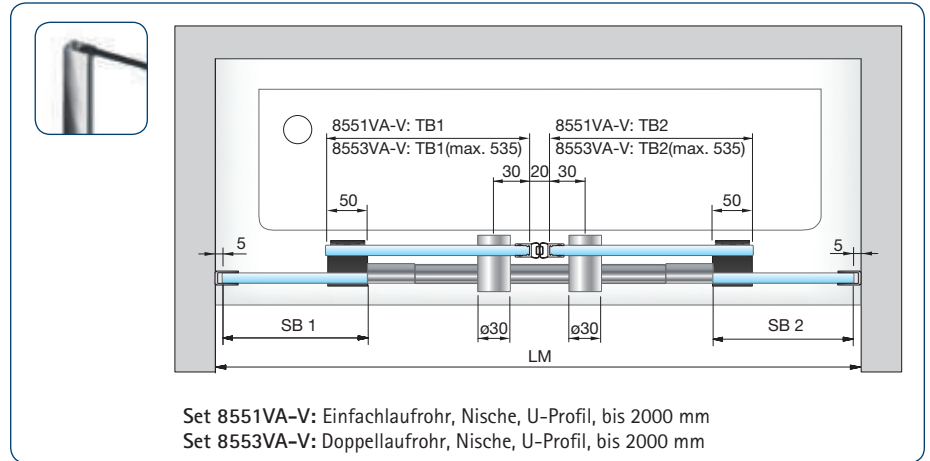 8551VA-V: TB1 8551VA-V: TB2
8553VA-V: TB1(max. 535) 8553VA-V: TB2(max. 535)
30 20 30
50 50
5 5
SB 1 ø30 ø30 SB 2
LM
Set 8551VA-V: Einfachlaufrohr, Nische, U-Profil, bis 2000 mm
Set 8553VA-V: Doppellaufrohr, Nische, U-Profil, bis 2000 mm